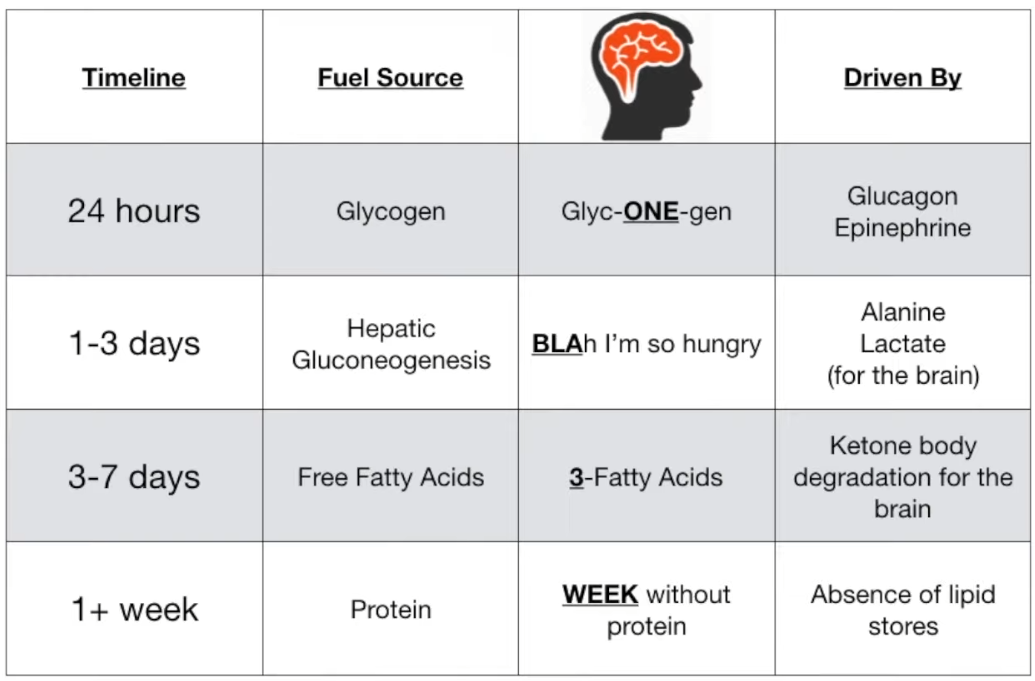 Timeline
Fuel Source
Driven By
24 hours
Glycogen
Glyc-ONE-gen
Glucagon
Epinephrine
1-3 days
Hepatic
Gluconeogenesis
BLAh I'm so hungry
Alanine
Lactate
(for the brain)
3-7 days
Free Fatty Acids
3-Fatty Acids
Ketone body
degradation for the
brain
1+ week
Protein
WEEK without
protein
Absence of lipid
stores